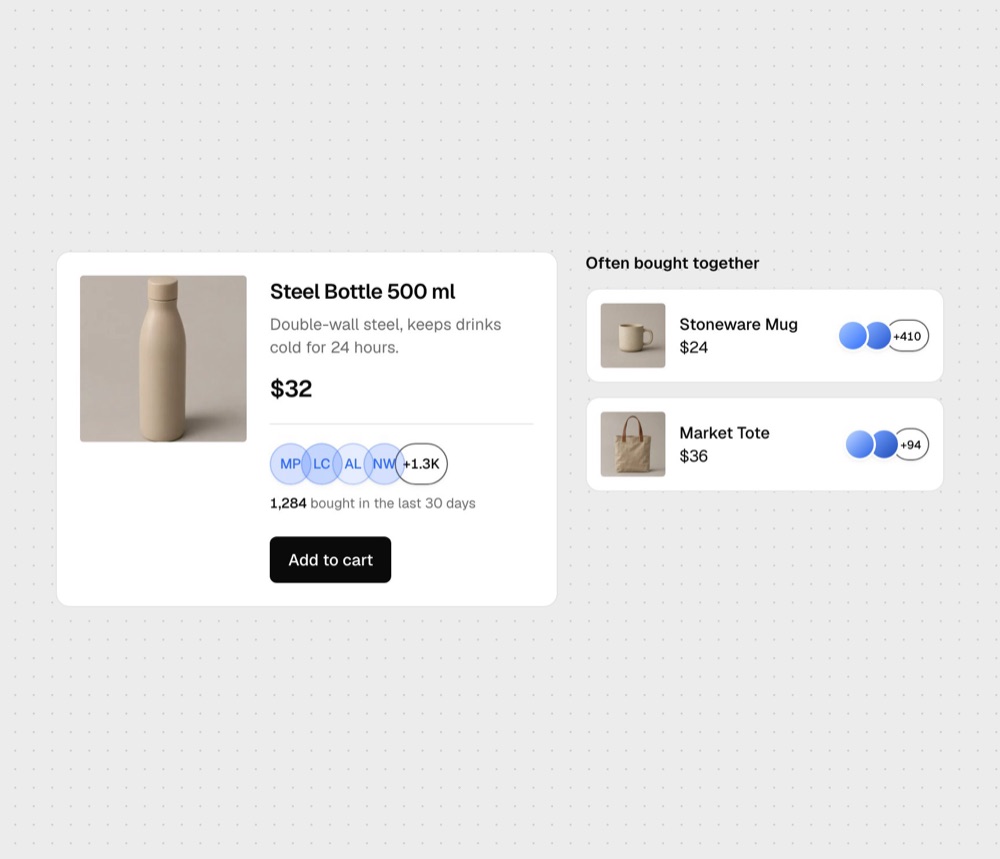 Steel Bottle 500 ml
Double-wall steel, keeps drinks
cold for 24 hours.
$32
MP LC AL NW +1.3K
1,284 bought in the last 30 days
Add to cart
Often bought together
Stoneware Mug
$24
+410
Market Tote
$36
+94